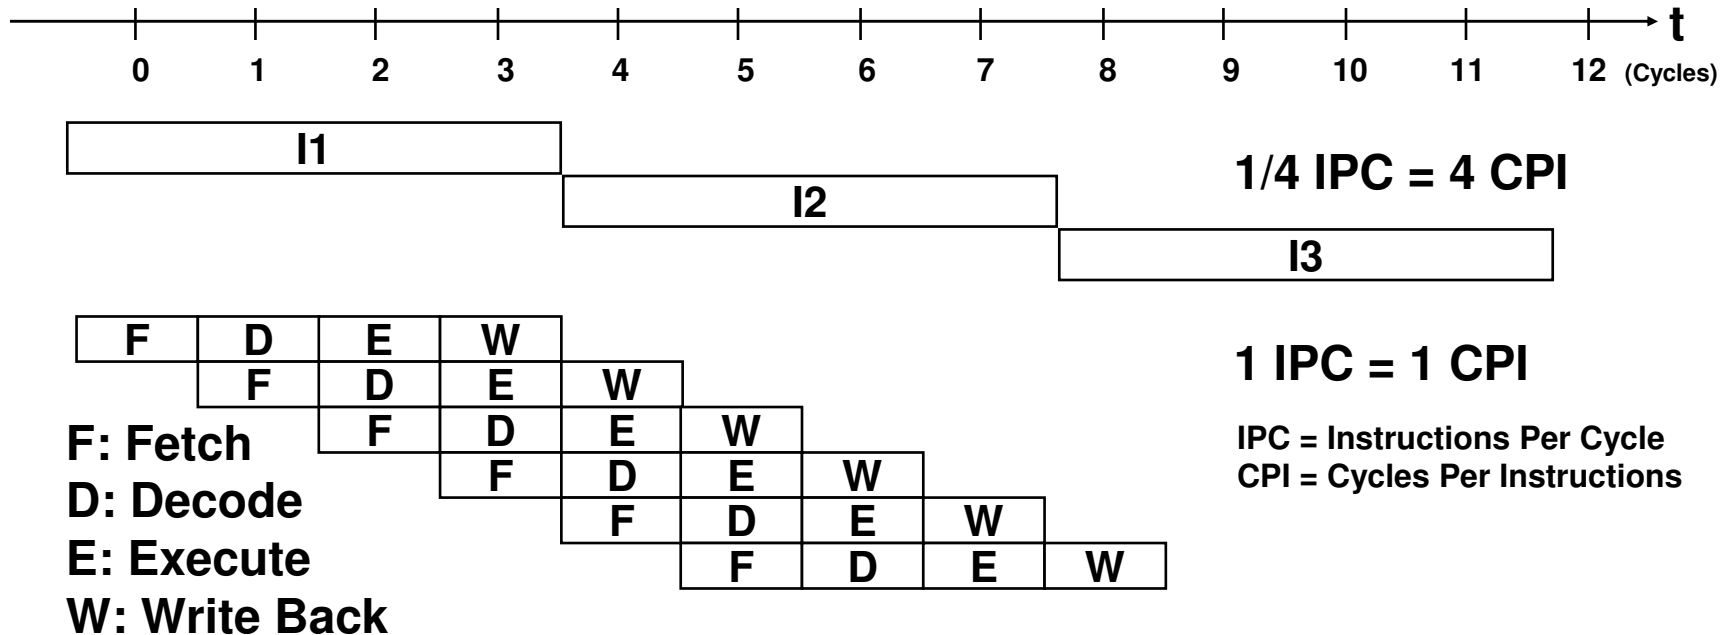 t
0 1 2 3 4 5 6 7 8 9 10 11 12 (Cycles)
I1
1/4 IPC = 4 CPI
I2
I3
F D E W
1 IPC = 1 CPI
F D E W
F D E W
F: Fetch
IPC = Instructions Per Cycle
F D E W
CPI = Cycles Per Instructions
D: Decode
F D E W
E: Execute
F D E W
W: Write Back